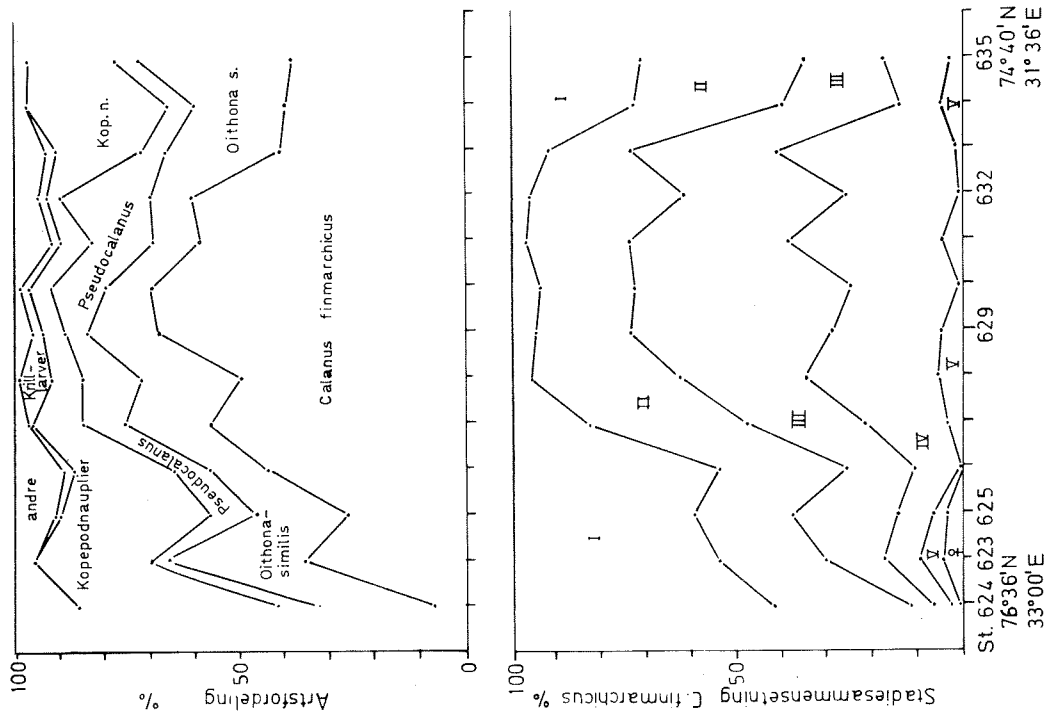 100
50
0
Artsfordeling
%
andre
Kopepodnauplier
Krill-
larver
Pseudocalanus
Kop. n.
Pseudocalanus
Oithona-
similis
Oithona s.
Calanus finmarchicus
100
50
Stadiesammensetning C. finmarchicus %
I
I
II
II
III
III
IV
V
♀
V
V
St. 624 623 625 629 632 635
76°36'N
33°00'E
74°40'N
31°36'E